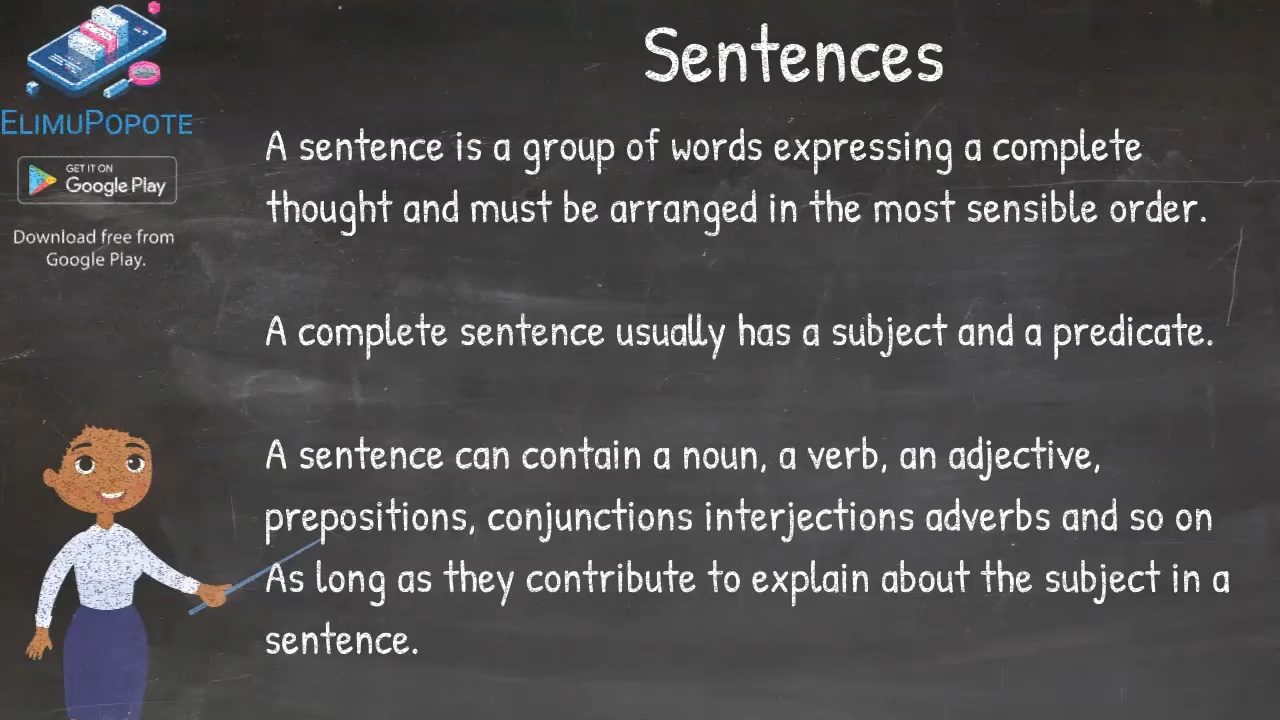 Sentences
ELIMUPOPOTE
GET IT ON
Google Play
Download free from
Google Play.
A sentence is a group of words expressing a complete
thought and must be arranged in the most sensible order.
A complete sentence usually has a subject and a predicate.
A sentence can contain a noun, a verb, an adjective,
prepositions, conjunctions interjections adverbs and so on
As long as they contribute to explain about the subject in a
sentence.